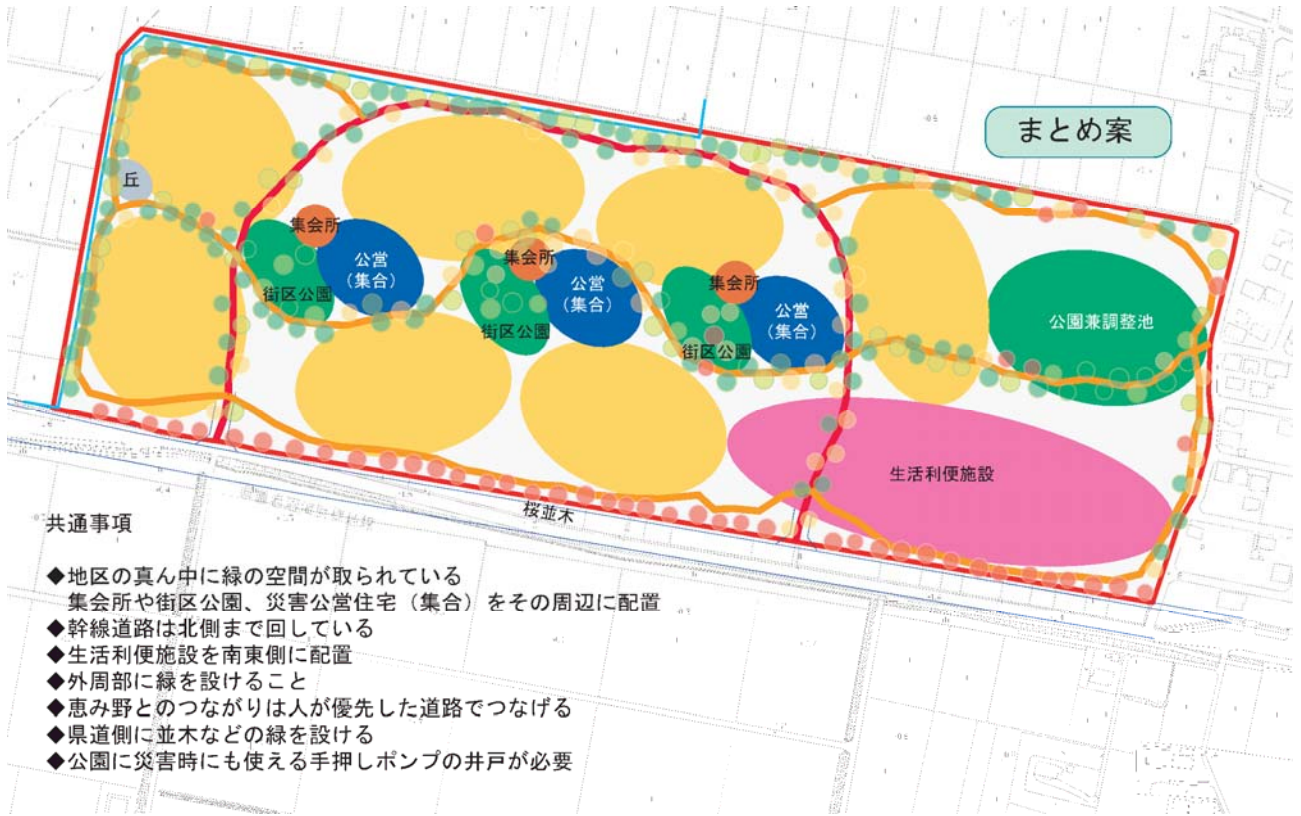 まとめ案
丘
集会所
公営
(集合)
街区公園
集会所
公営
(集合)
街区公園
集会所
公営
(集合)
街区公園
公園兼調整池
生活利便施設
桜並木
共通事項
◆地区の真ん中に緑の空間が取られている
集会所や街区公園、災害公営住宅(集合)をその周辺に配置
◆幹線道路は北側まで回している
◆生活利便施設を南東側に配置
◆外周部に緑を設けること
◆恵み野とのつながりは人が優先した道路でつなげる
◆県道側に並木などの緑を設ける
◆公園に災害時にも使える手押しポンプの井戸が必要